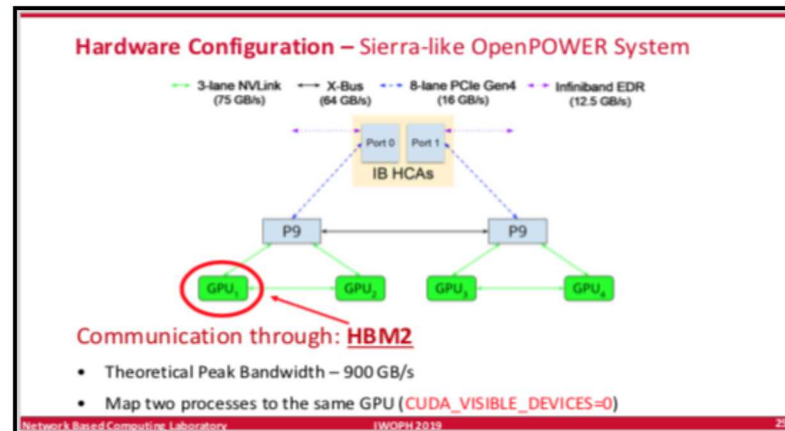 Hardware Configuration – Sierra-like OpenPOWER System
3-lane NVLink X-Bus 8-lane PCIe Gen4 Infiniband EDR
(75 GB/s) (64 GB/s) (16 GB/s) (12.5 GB/s)
Port 0 Port 1
IB HCAs
P9 P9
GPU1 GPU2 GPU3 GPU4
Communication through: HBM2
• Theoretical Peak Bandwidth – 900 GB/s
• Map two processes to the same GPU (CUDA_VISIBLE_DEVICES=0)
Network Based Computing Laboratory IWOPH 2019